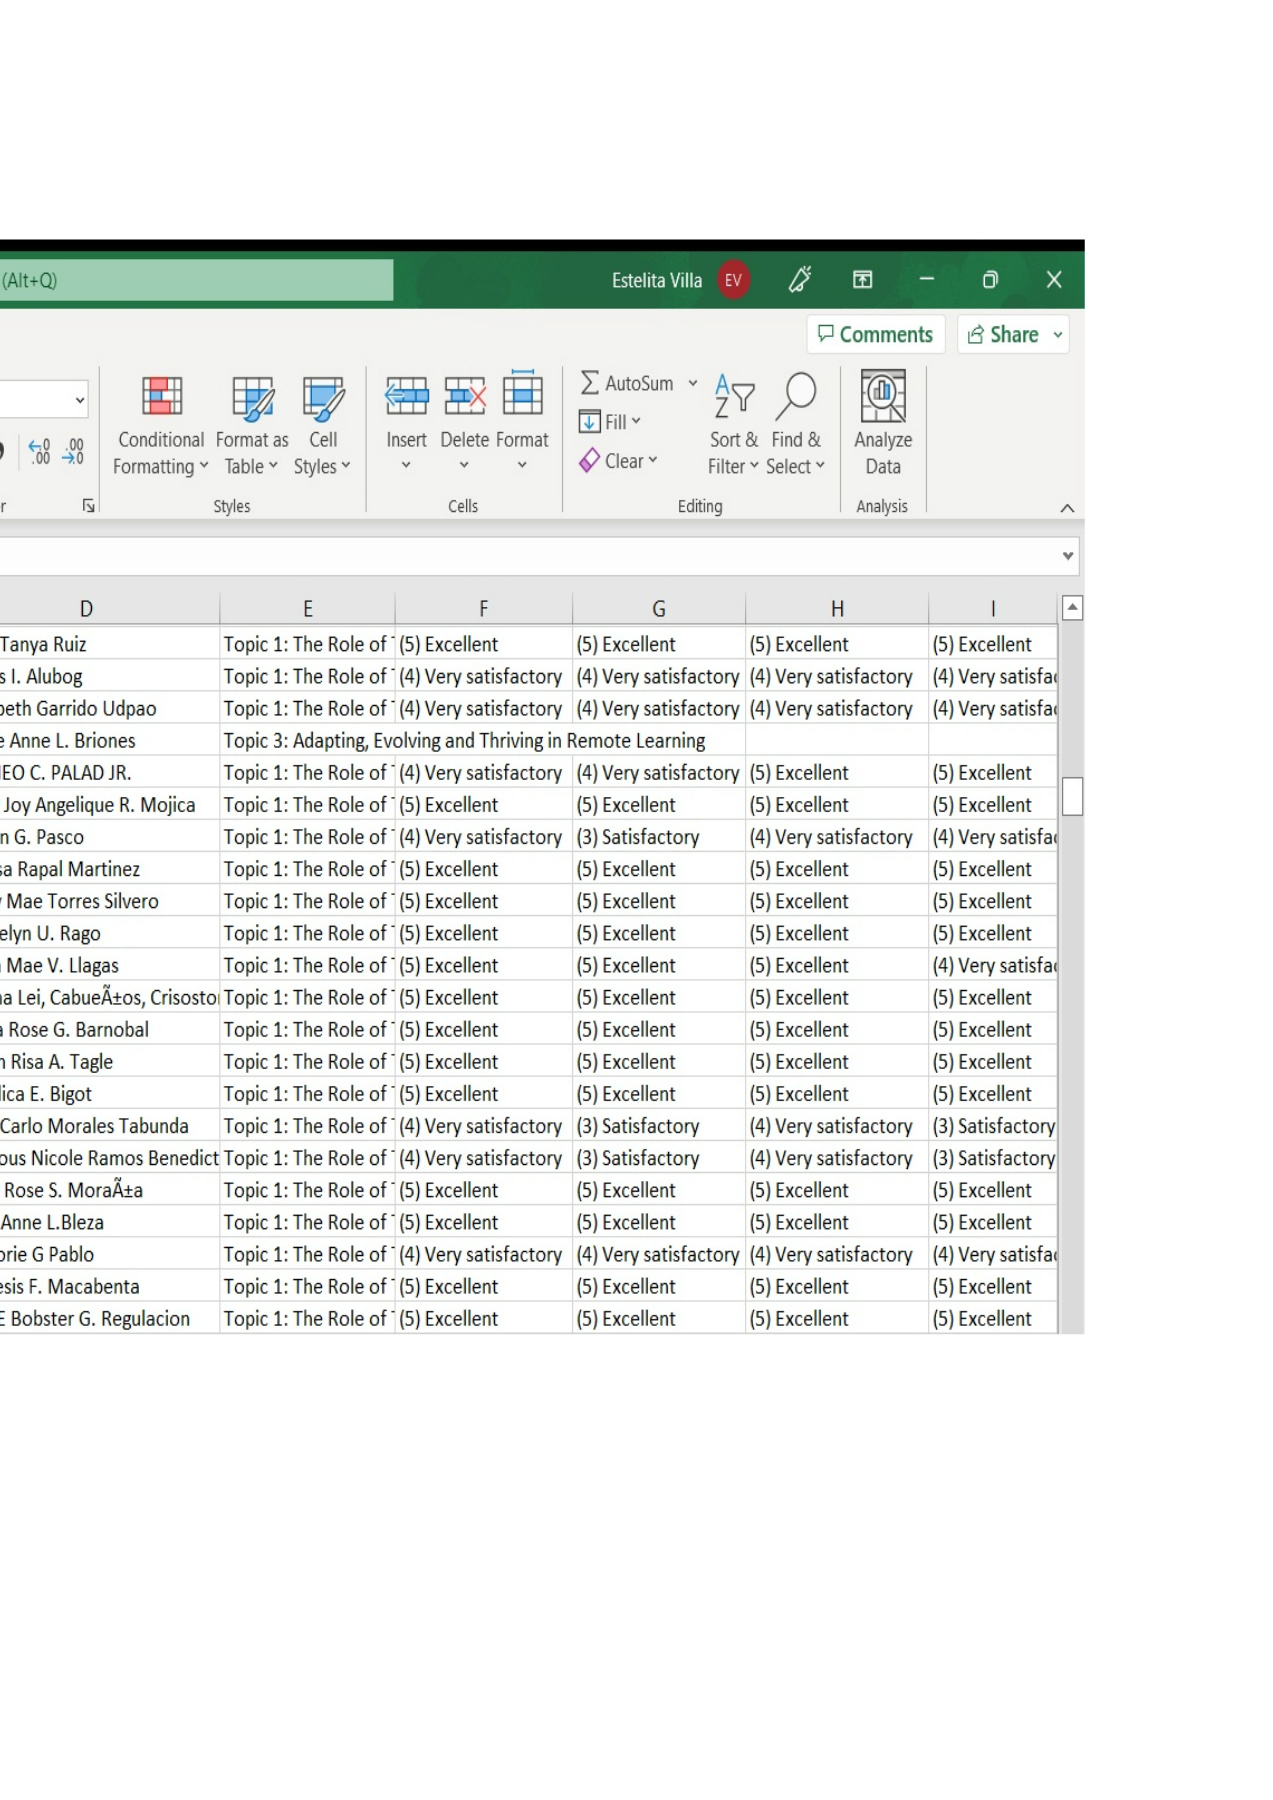 (Alt+Q) Estelita Villa EV
Comments Share
Conditional Formatting Format as Table Cell Styles Insert Delete Format AutoSum Fill Clear Sort & Filter Find & Select Analyze Data
Styles Cells Editing Analysis
D E F G H I
Tanya Ruiz Topic 1: The Role of (5) Excellent (5) Excellent (5) Excellent (5) Excellent
s I. Alubog Topic 1: The Role of (4) Very satisfactory (4) Very satisfactory (4) Very satisfactory (4) Very satisfa
beth Garrido Udpao Topic 1: The Role of (4) Very satisfactory (4) Very satisfactory (4) Very satisfactory (4) Very satisfa
e Anne L. Briones Topic 3: Adapting, Evolving and Thriving in Remote Learning
EO C. PALAD JR. Topic 1: The Role of (4) Very satisfactory (4) Very satisfactory (5) Excellent (5) Excellent
Joy Angelique R. Mojica Topic 1: The Role of (5) Excellent (5) Excellent (5) Excellent (5) Excellent
n G. Pasco Topic 1: The Role of (4) Very satisfactory (3) Satisfactory (4) Very satisfactory (4) Very satisfa
sa Rapal Martinez Topic 1: The Role of (5) Excellent (5) Excellent (5) Excellent (5) Excellent
Mae Torres Silvero Topic 1: The Role of (5) Excellent (5) Excellent (5) Excellent (5) Excellent
elyn U. Rago Topic 1: The Role of (5) Excellent (5) Excellent (5) Excellent (5) Excellent
Mae V. Llagas Topic 1: The Role of (5) Excellent (5) Excellent (5) Excellent (4) Very satisfa
na Lei, CabueÃ±os, Crisosto Topic 1: The Role of (5) Excellent (5) Excellent (5) Excellent (5) Excellent
a Rose G. Barnobal Topic 1: The Role of (5) Excellent (5) Excellent (5) Excellent (5) Excellent
n Risa A. Tagle Topic 1: The Role of (5) Excellent (5) Excellent (5) Excellent (5) Excellent
lica E. Bigot Topic 1: The Role of (5) Excellent (5) Excellent (5) Excellent (5) Excellent
Carlo Morales Tabunda Topic 1: The Role of (4) Very satisfactory (3) Satisfactory (4) Very satisfactory (3) Satisfactory
ous Nicole Ramos Benedict Topic 1: The Role of (4) Very satisfactory (3) Satisfactory (4) Very satisfactory (3) Satisfactory
Rose S. MoraÃ±a Topic 1: The Role of (5) Excellent (5) Excellent (5) Excellent (5) Excellent
Anne L.Bleza Topic 1: The Role of (5) Excellent (5) Excellent (5) Excellent (5) Excellent
orie G Pablo Topic 1: The Role of (4) Very satisfactory (4) Very satisfactory (4) Very satisfactory (4) Very satisfa
esis F. Macabenta Topic 1: The Role of (5) Excellent (5) Excellent (5) Excellent (5) Excellent
E Bobster G. Regulacion Topic 1: The Role of (5) Excellent (5) Excellent (5) Excellent (5) Excellent